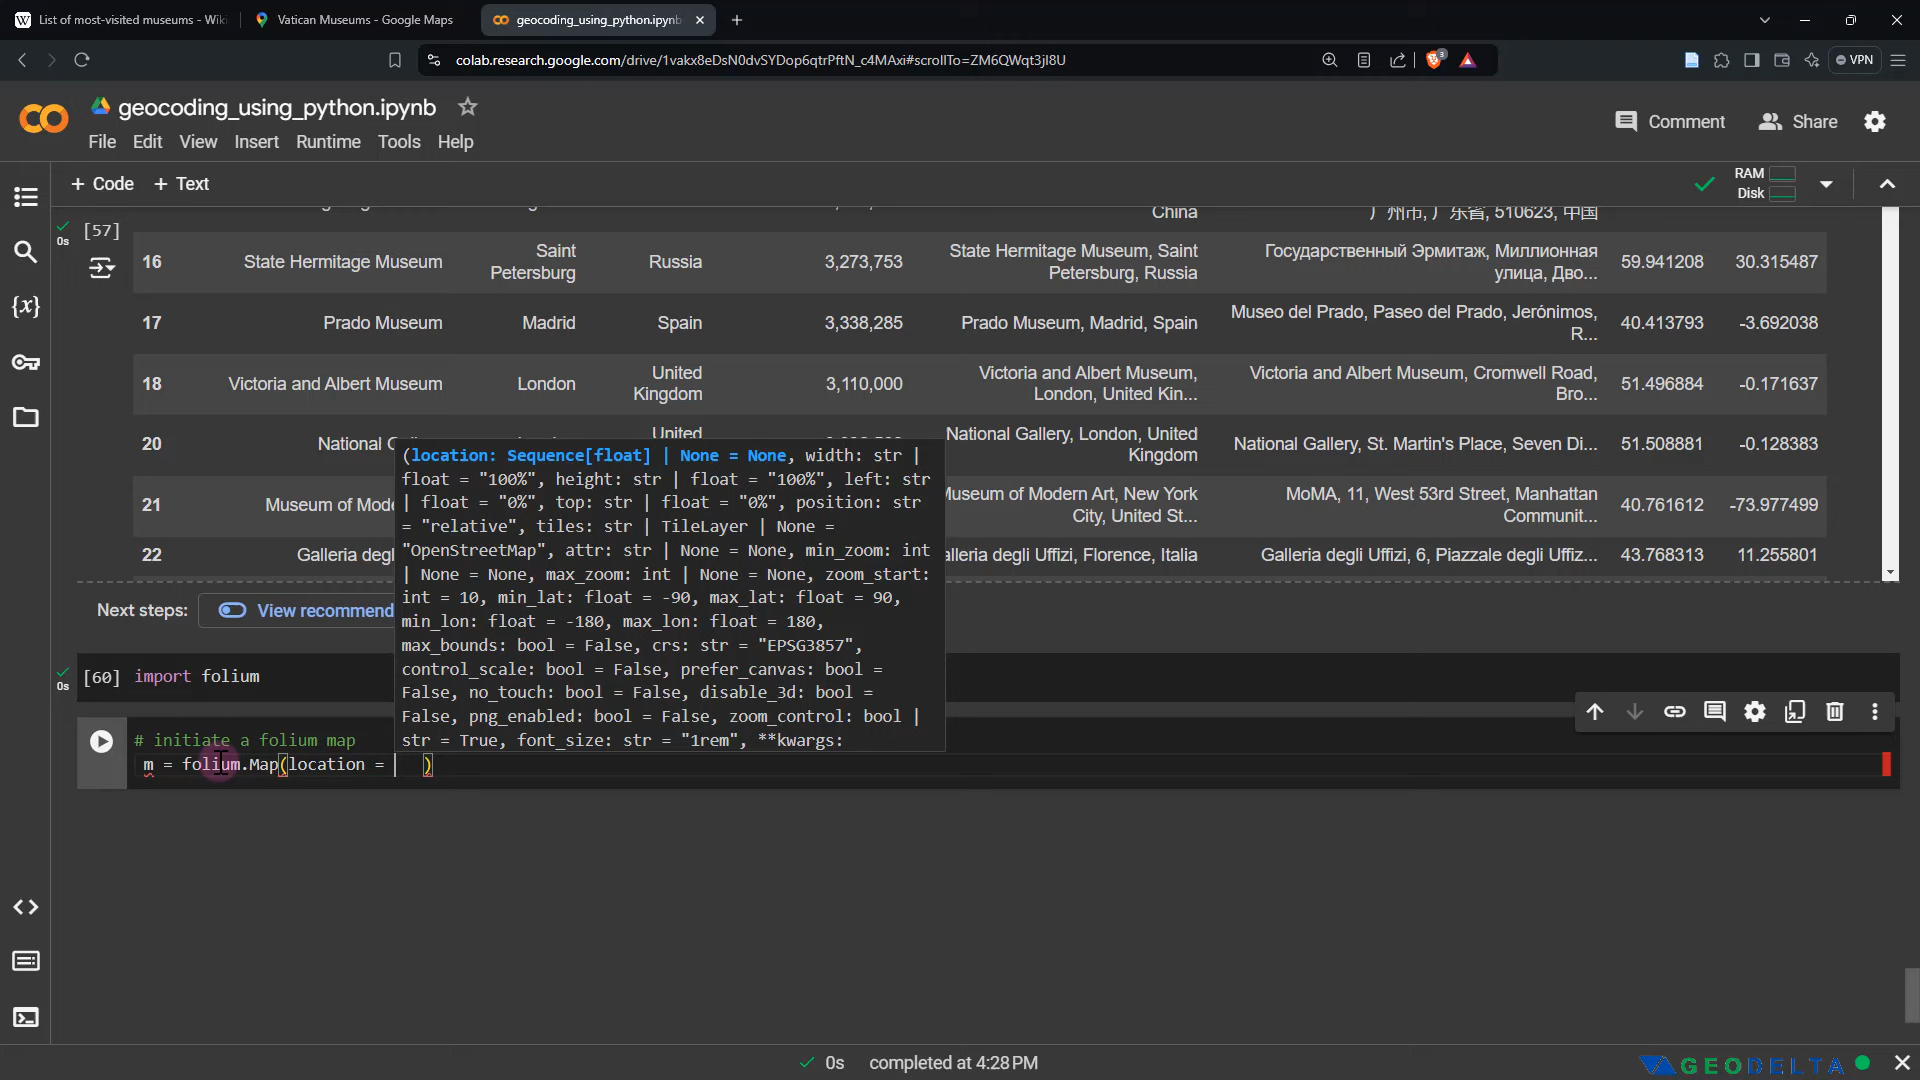 List of most-visited museums - Wiki
Vatican Museums - Google Maps
geocoding_using_python.ipynb
colab.research.google.com/drive/1vakx8eDsN0dvSYDop6qtrPftN_c4MAxi#scrollTo=ZM6QWqt3jI8U
VPN
geocoding_using_python.ipynb
File Edit View Insert Runtime Tools Help
Comment
Share
+ Code + Text
RAM
Disk
China
广州市, 广东省, 510623, 中国
[57]
0s
16 State Hermitage Museum Saint Petersburg Russia 3,273,753 State Hermitage Museum, Saint Petersburg, Russia Государственный Эрмитаж, Миллионная улица, Дво... 59.941208 30.315487
17 Prado Museum Madrid Spain 3,338,285 Prado Museum, Madrid, Spain Museo del Prado, Paseo del Prado, Jerónimos, R... 40.413793 -3.692038
18 Victoria and Albert Museum London United Kingdom 3,110,000 Victoria and Albert Museum, London, United Kin... Victoria and Albert Museum, Cromwell Road, Bro... 51.496884 -0.171637
20 National United National Gallery, London, United Kingdom National Gallery, St. Martin's Place, Seven Di... 51.508881 -0.128383
21 Museum of Mode Museum of Modern Art, New York City, United St... MoMA, 11, West 53rd Street, Manhattan Communit... 40.761612 -73.977499
22 Galleria degl alleria degli Uffizi, Florence, Italia Galleria degli Uffizi, 6, Piazzale degli Uffiz... 43.768313 11.255801
(location: Sequence[float] | None = None, width: str |
float = "100%", height: str | float = "100%", left: str
| float = "0%", top: str | float = "0%", position: str
= "relative", tiles: str | TileLayer | None =
"OpenStreetMap", attr: str | None = None, min_zoom: int
| None = None, max_zoom: int | None = None, zoom_start:
int = 10, min_lat: float = -90, max_lat: float = 90,
min_lon: float = -180, max_lon: float = 180,
max_bounds: bool = False, crs: str = "EPSG3857",
control_scale: bool = False, prefer_canvas: bool =
False, no_touch: bool = False, disable_3d: bool =
False, png_enabled: bool = False, zoom_control: bool |
str = True, font_size: str = "1rem", **kwargs:
Next steps: View recommend
[60] import folium
0s
# initiate a folium map
m = folium.Map(location = )
0s completed at 4:28 PM
GEODELTA